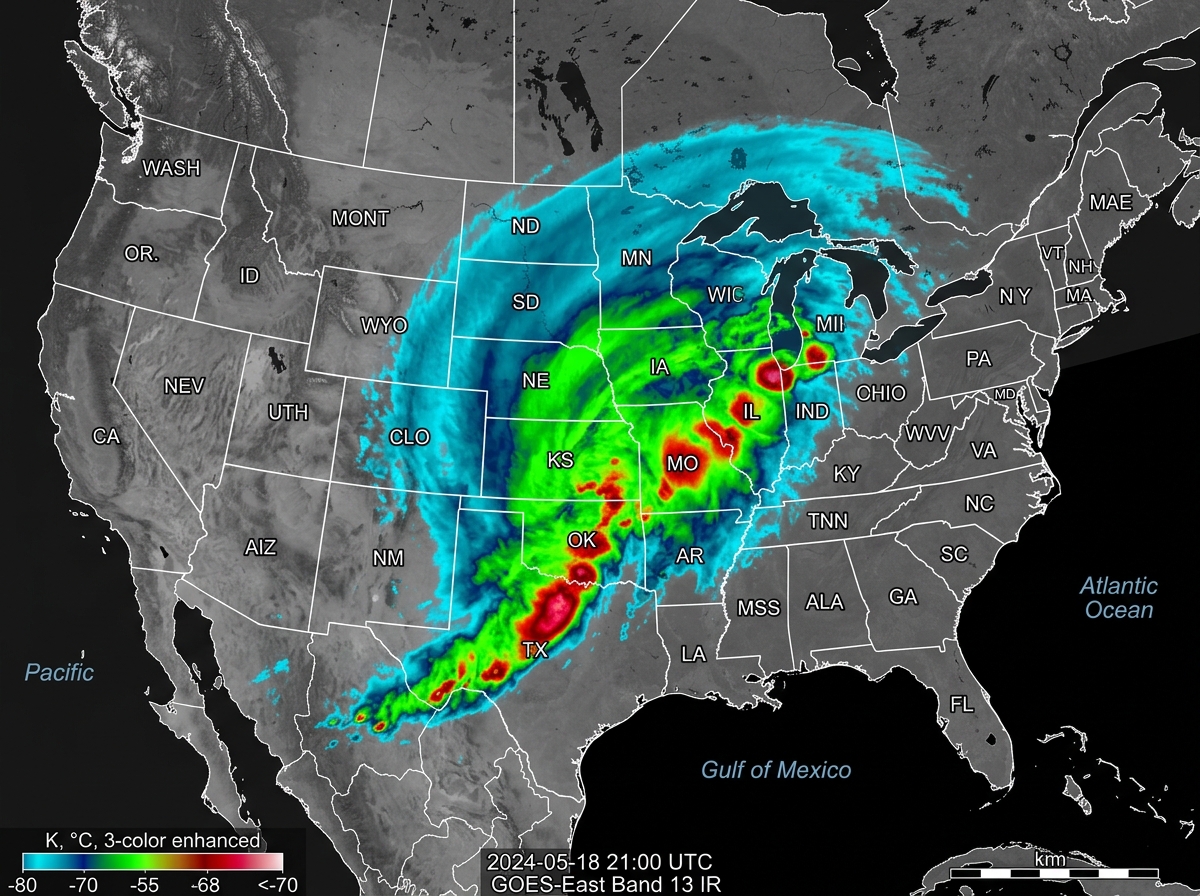 WASH
MONT
ND
MN
MAE
OR.
ID
VT
NH
SD
WIC
NY
MA
WYO
MII
PA
NEV
UTH
NE
IA
OHIO
MD
CA
CLO
IL
IND
WVV
VA
KS
MO
KY
NC
TNN
AIZ
NM
OK
AR
SC
MSS
ALA
GA
Atlantic
Ocean
TX
LA
Pacific
FL
Gulf of Mexico
K, °C, 3-color enhanced
-80 -70 -55 -68 <-70
2024-05-18 21:00 UTC
GOES-East Band 13 IR
km